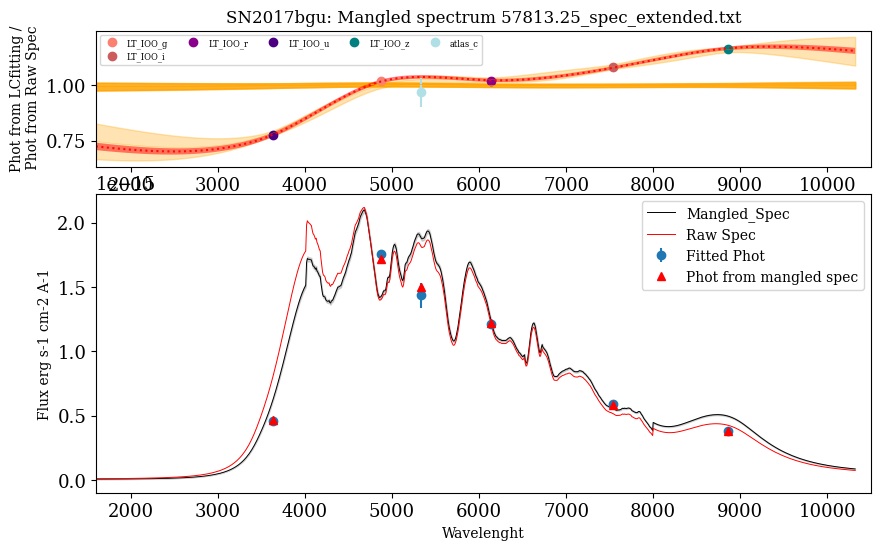 SN2017bgu: Mangled spectrum 57813.25_spec_extended.txt
Phot from LCfitting /
Phot from Raw Spec
LT_IOO_g
LT_IOO_r
LT_IOO_u
LT_IOO_z
atlas_c
LT_IOO_i
1.00
0.75
2000 3000 4000 5000 6000 7000 8000 9000 10000
1e−15
Flux erg s-1 cm-2 A-1
Mangled_Spec
Raw Spec
Fitted Phot
Phot from mangled spec
2.0
1.5
1.0
0.5
0.0
2000 3000 4000 5000 6000 7000 8000 9000 10000
Wavelenght